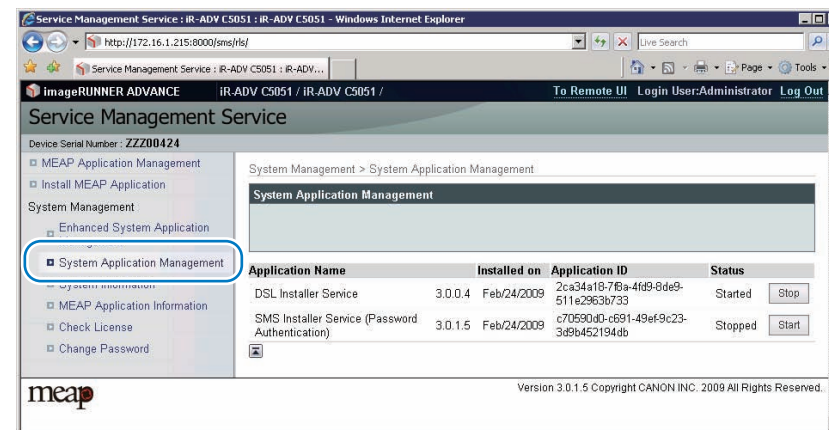 Service Management Service : iR-ADV C5051 : iR-ADV C5051 - Windows Internet Explorer
http://172.16.1.215:8000/sms/rls/
Live Search
Service Management Service : iR-ADV C5051 : iR-ADV...
Page
Tools
imageRUNNER ADVANCE
iR-ADV C5051 / iR-ADV C5051 /
To Remote UI Login User:Administrator Log Out
Service Management Service
Device Serial Number : ZZZ00424
MEAP Application Management
Install MEAP Application
System Management
Enhanced System Application
System Application Management
System Information
MEAP Application Information
Check License
Change Password
System Management > System Application Management
System Application Management
Application Name Installed on Application ID Status
DSL Installer Service 3.0.0.4 Feb/24/2009 2ca34a18-7f8a-4fd9-8de9-
511e2963b733 Started Stop
SMS Installer Service (Password
Authentication) 3.0.1.5 Feb/24/2009 c70590d0-c691-49ef-9c23-
3d9b452194db Stopped Start
meap
Version 3.0.1.5 Copyright CANON INC. 2009 All Rights Reserved.